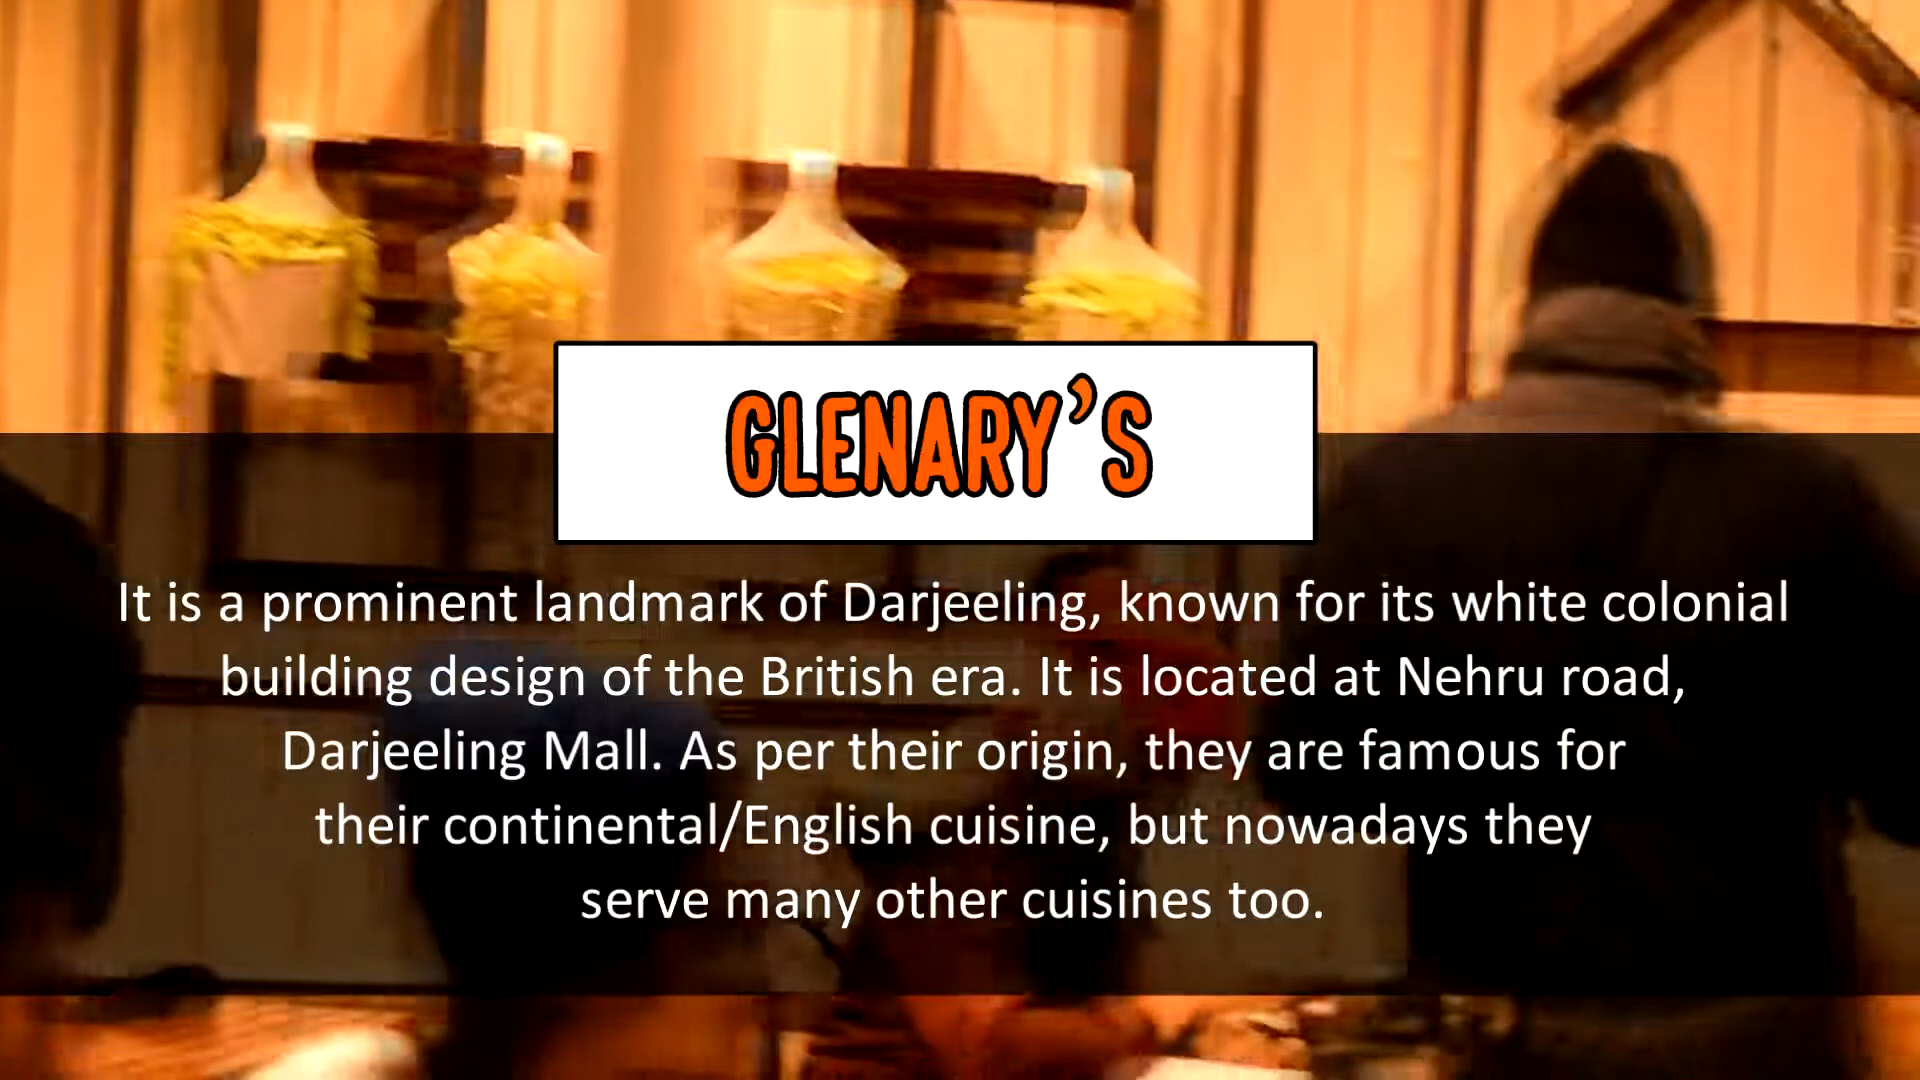 GLENARY’S
It is a prominent landmark of Darjeeling, known for its white colonial
building design of the British era. It is located at Nehru road,
Darjeeling Mall. As per their origin, they are famous for
their continental/English cuisine, but nowadays they
serve many other cuisines too.